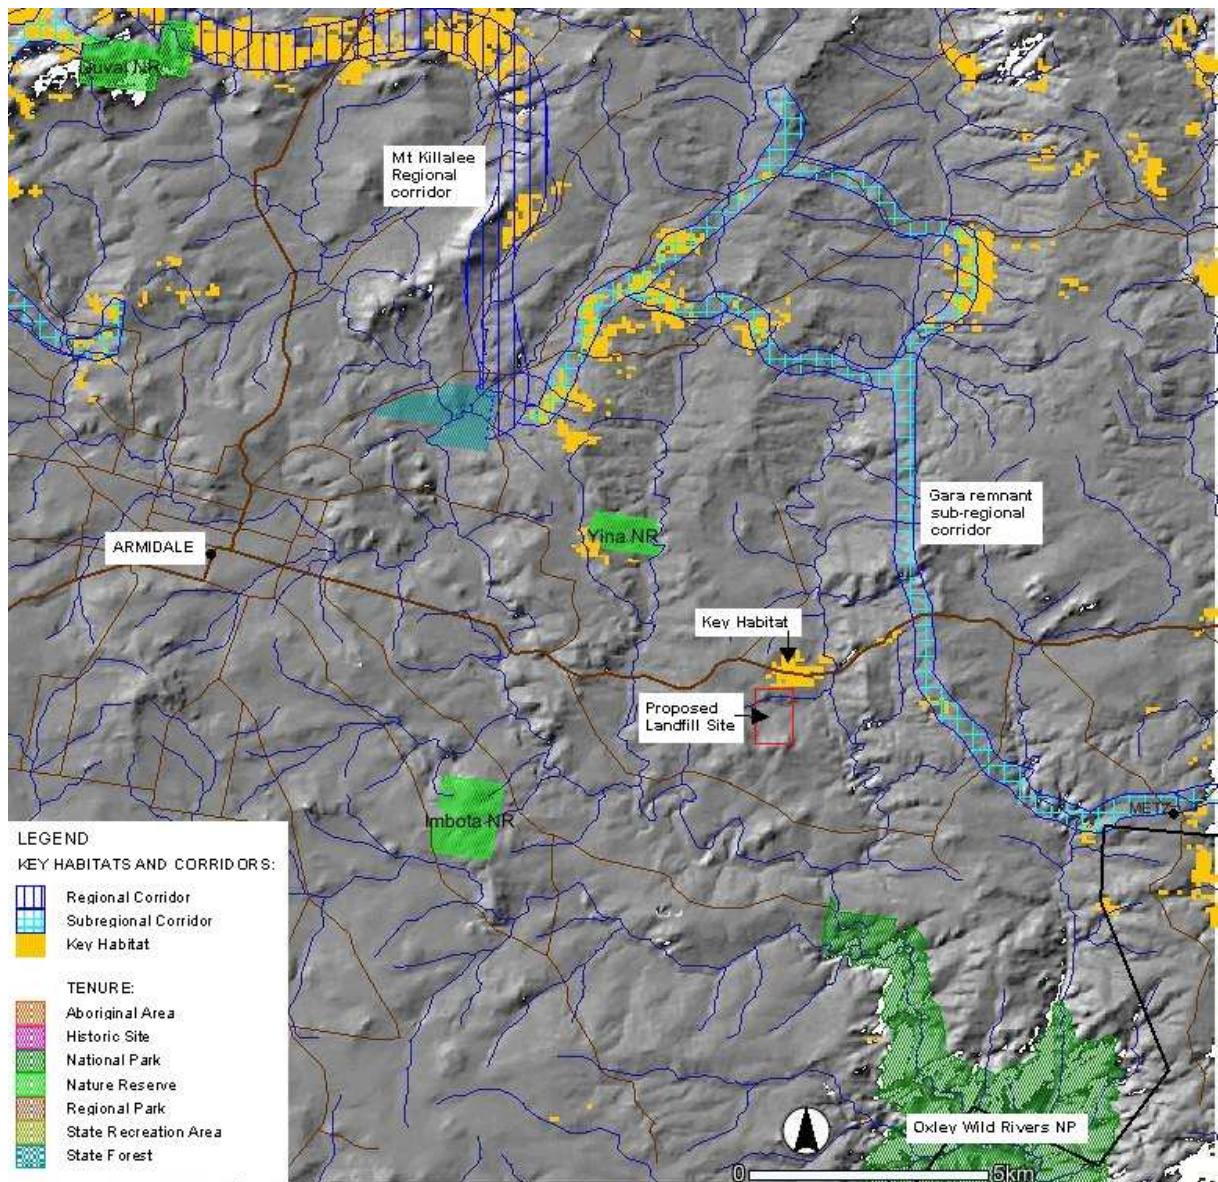 Duval NR
Mt Killalee
Regional
corridor
Gara remnant
sub-regional
corridor
Yina NR
ARMIDALE
Key Habitat
Proposed
Landfill Site
Imbota NR
METZ
LEGEND
KEY HABITATS AND CORRIDORS:
Regional Corridor
Subregional Corridor
Key Habitat
TENURE:
Aboriginal Area
Historic Site
National Park
Nature Reserve
Regional Park
State Recreation Area
State Forest
Oxley Wild Rivers NP
0 5km